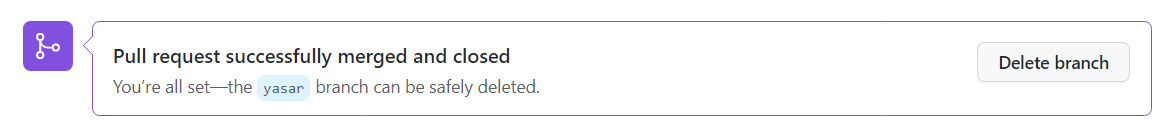 Pull request successfully merged and closed
You’re all set—the yasar branch can be safely deleted.
Delete branch